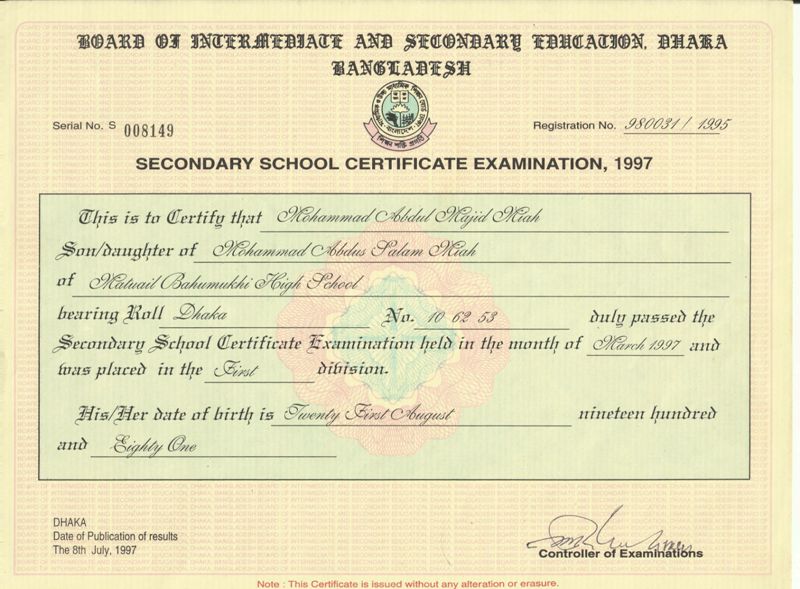 BOARD OF INTERMEDIATE AND SECONDARY EDUCATION, DHAKA
BANGLADESH
Serial No. S 008149
Registration No. 980031 / 1995
SECONDARY SCHOOL CERTIFICATE EXAMINATION, 1997
This is to Certify that Mohammad Abdul Majid Miah
Son/daughter of Mohammad Abdus Salam Miah
of Matuail Bahumukhi High School
bearing Roll Dhaka No. 10 62 53 duly passed the
Secondary School Certificate Examination held in the month of March 1997 and
was placed in the First division.
His/Her date of birth is Twenty First August nineteen hundred
and Eighty One
DHAKA
Date of Publication of results
The 8th July, 1997
Controller of Examinations
Note : This Certificate is issued without any alteration or erasure.